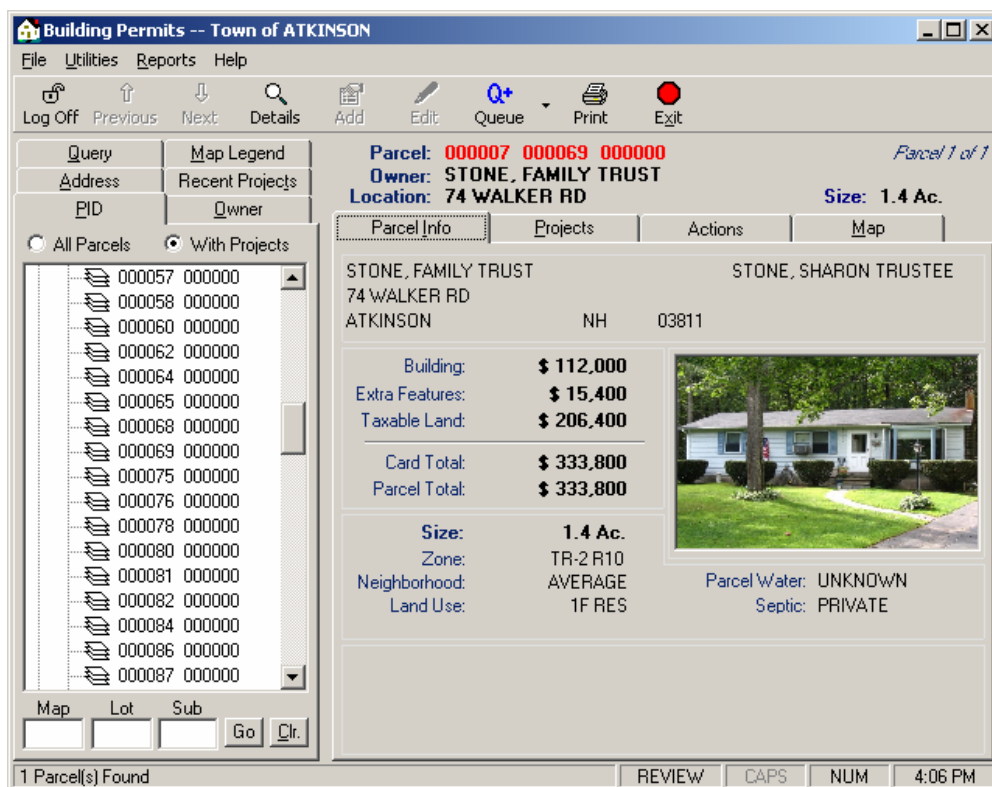 Building Permits -- Town of ATKINSON
File Utilities Reports Help
Log Off Previous Next Details Add Edit Queue Print Exit
Query Map Legend
Address Recent Projects
PID Owner
All Parcels With Projects
000057 000000
000058 000000
000060 000000
000062 000000
000064 000000
000065 000000
000068 000000
000069 000000
000075 000000
000076 000000
000078 000000
000080 000000
000081 000000
000082 000000
000084 000000
000086 000000
000087 000000
Map Lot Sub
Go Clr.
Parcel: 000007 000069 000000 Parcel 1 of 1
Owner: STONE, FAMILY TRUST
Location: 74 WALKER RD Size: 1.4 Ac.
Parcel Info Projects Actions Map
STONE, FAMILY TRUST STONE, SHARON TRUSTEE
74 WALKER RD
ATKINSON NH 03811
Building: $ 112,000
Extra Features: $ 15,400
Taxable Land: $ 206,400
Card Total: $ 333,800
Parcel Total: $ 333,800
Size: 1.4 Ac.
Zone: TR-2 R10
Neighborhood: AVERAGE
Land Use: 1F RES
Parcel Water: UNKNOWN
Septic: PRIVATE
1 Parcel(s) Found REVIEW CAPS NUM 4:06 PM